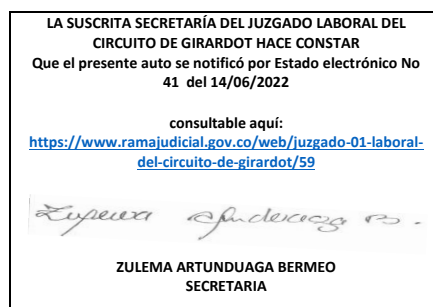 LA SUSCRITA SECRETARÍA DEL JUZGADO LABORAL DEL
CIRCUITO DE GIRARDOT HACE CONSTAR
Que el presente auto se notificó por Estado electrónico No
41 del 14/06/2022
consultable aquí:
https://www.ramajudicial.gov.co/web/juzgado-01-laboral-
del-circuito-de-girardot/59
Zulema Artunduaga B.
ZULEMA ARTUNDUAGA BERMEO
SECRETARIA